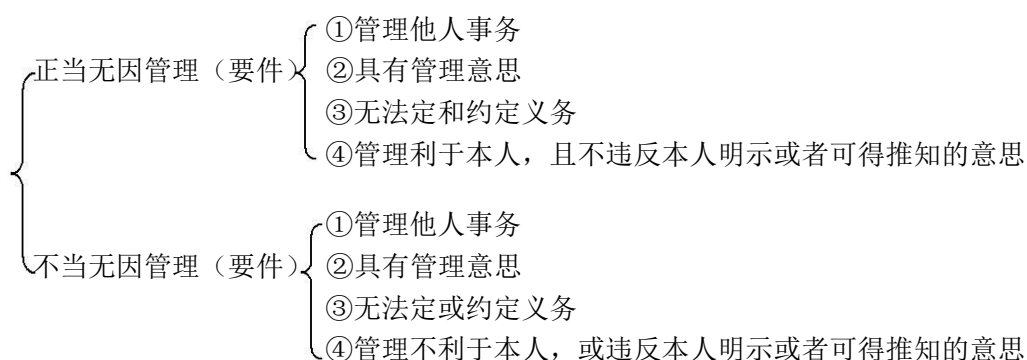 ①管理他人事务
正当无因管理（要件）
②具有管理意思
③无法定和约定义务
④管理利于本人，且不违反本人明示或者可得推知的意思
①管理他人事务
不当无因管理（要件）
②具有管理意思
③无法定或约定义务
④管理不利于本人，或违反本人明示或者可得推知的意思